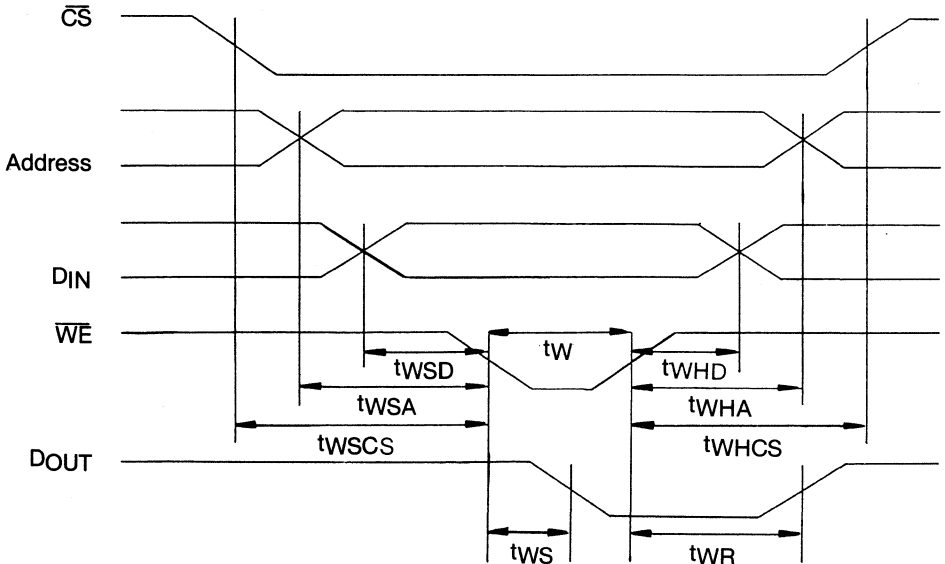 CS
Address
DIN
WE
tW
tWSD
tWHD
tWSA
tWHA
tWSCS
tWHCS
DOUT
tWS
tWR